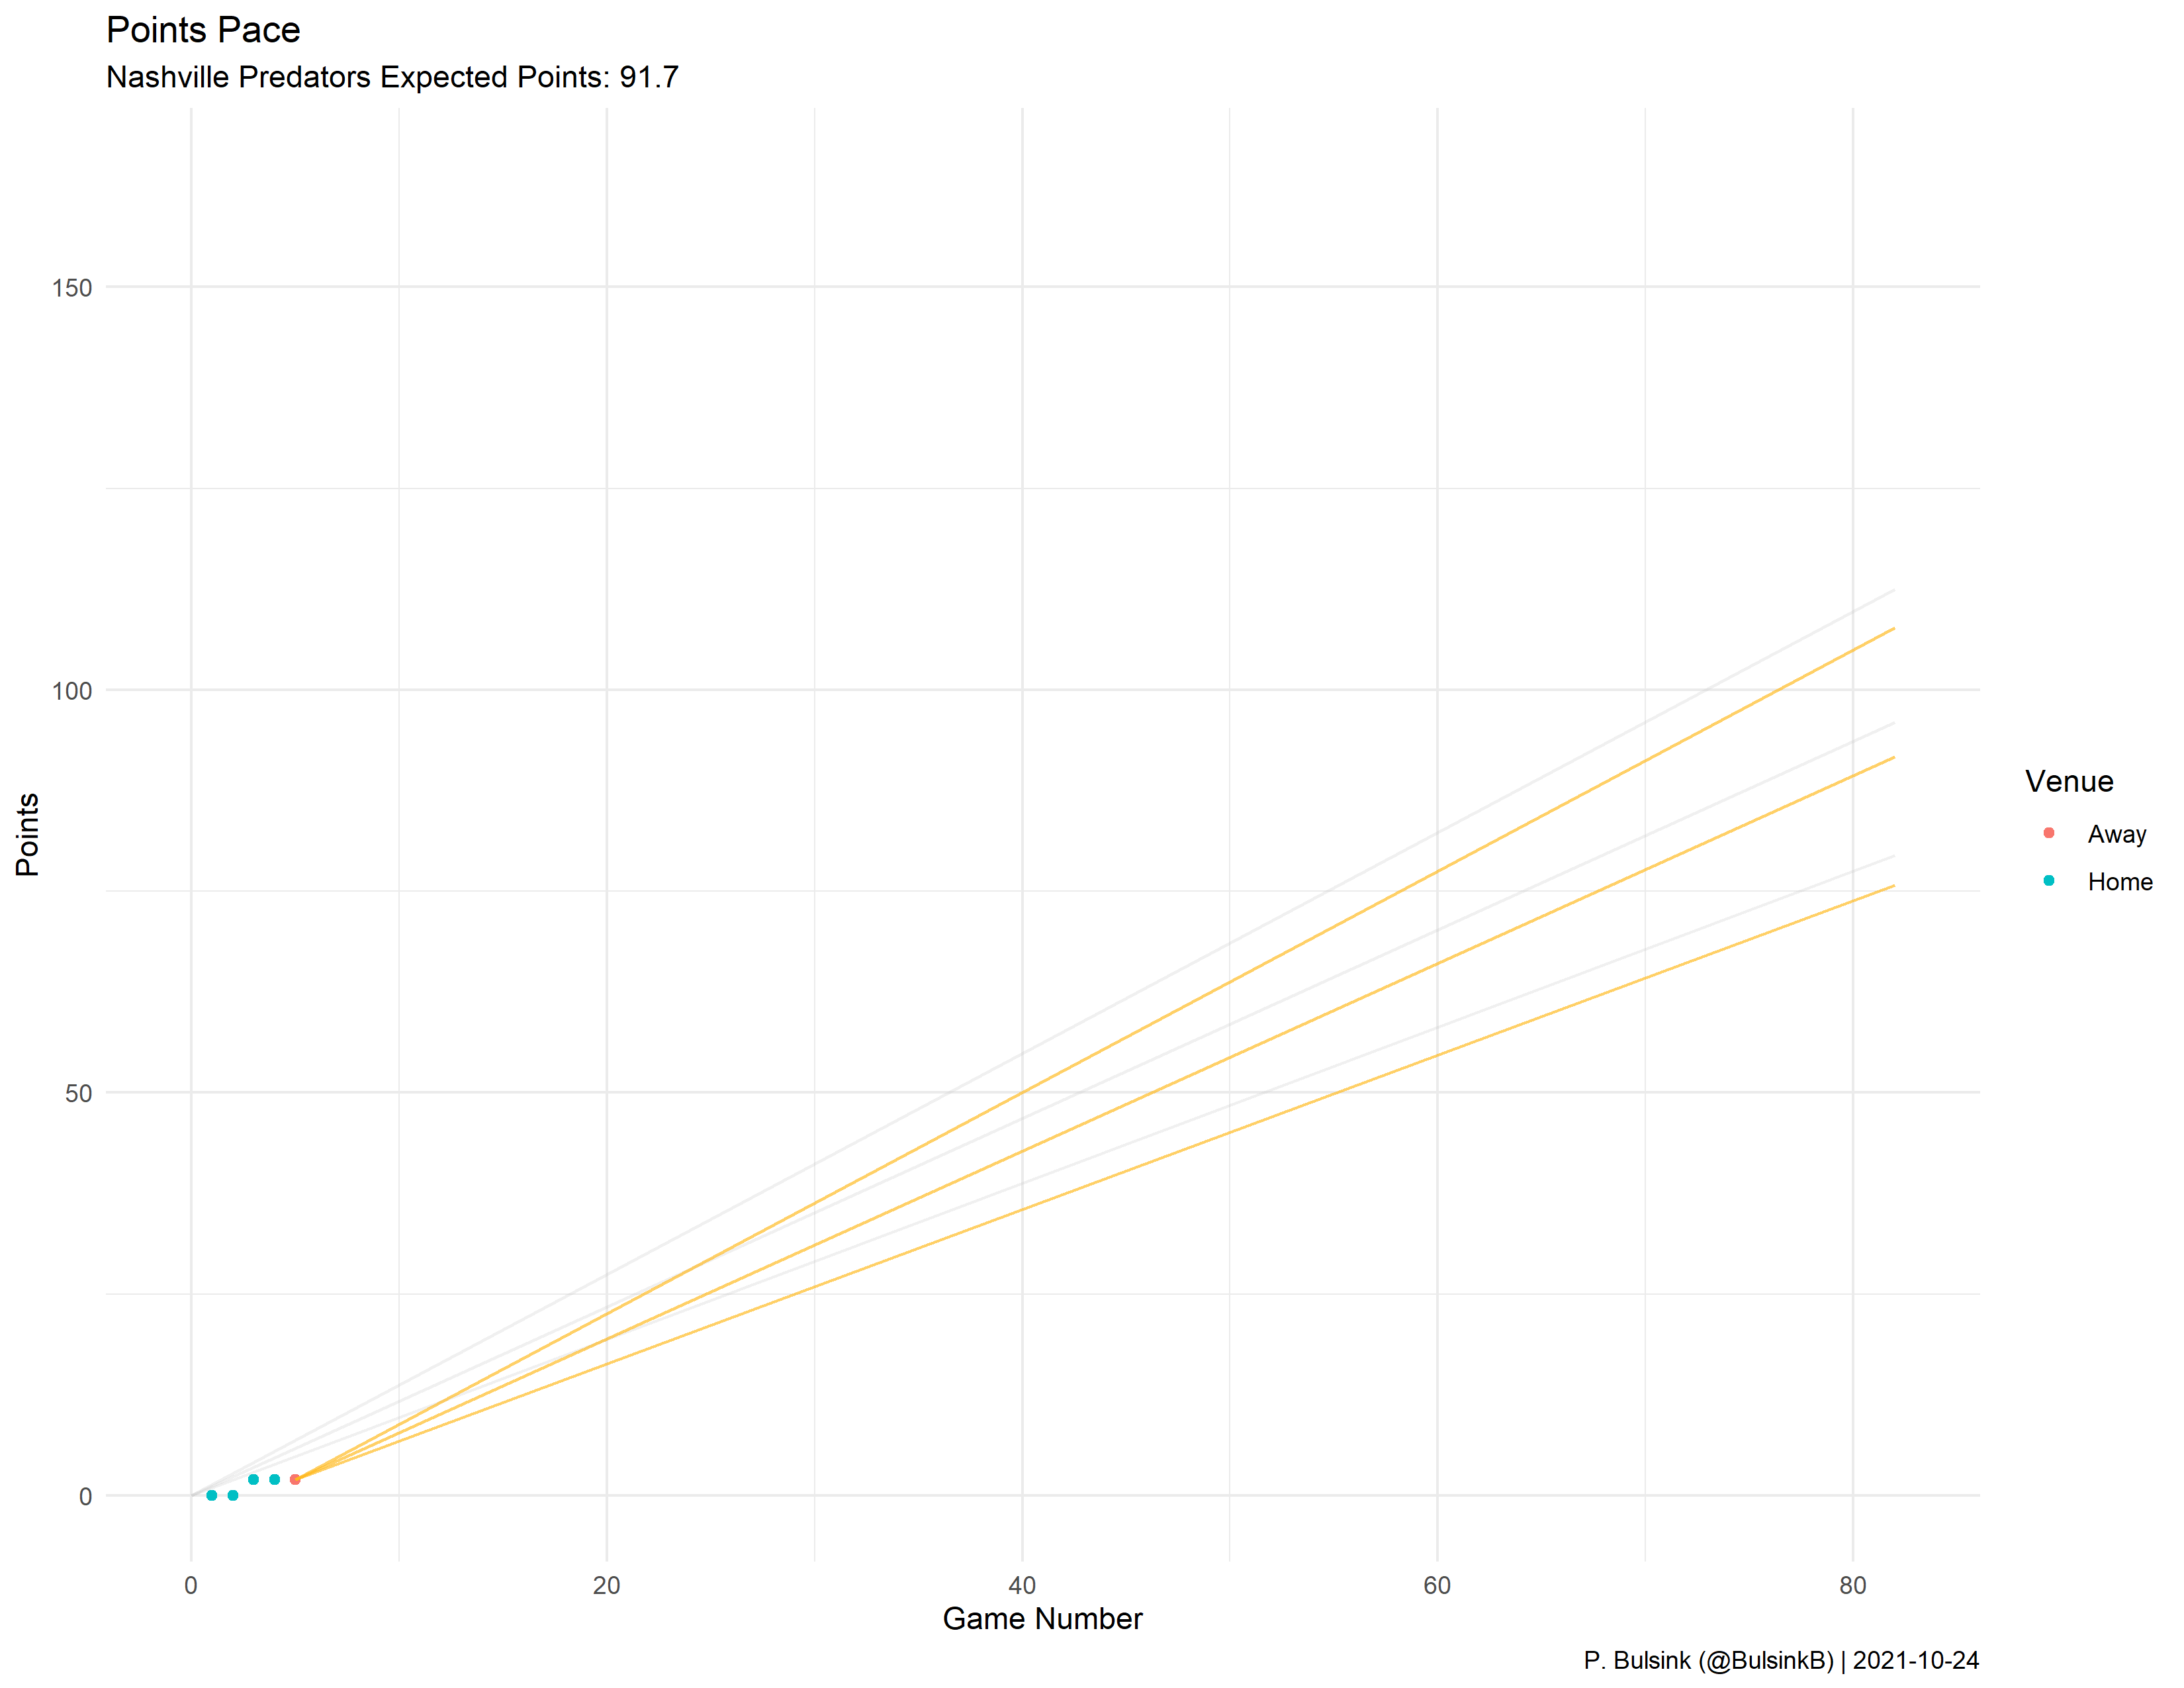 Points Pace
Nashville Predators Expected Points: 91.7
150
100
50
0
Points
0 20 40 60 80
Game Number
Venue
Away
Home
P. Bulsink (@BulsinkB) | 2021-10-24